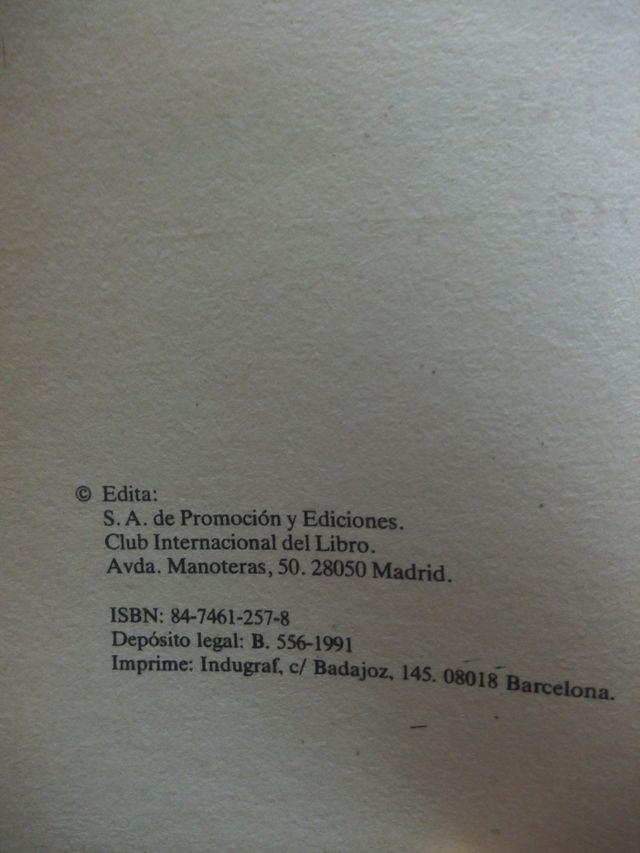 © Edita:
S. A. de Promoción y Ediciones.
Club Internacional del Libro.
Avda. Manoteras, 50. 28050 Madrid.
ISBN: 84-7461-257-8
Depósito legal: B. 556-1991
Imprime: Indugraf, c/ Badajoz, 145. 08018 Barcelona.